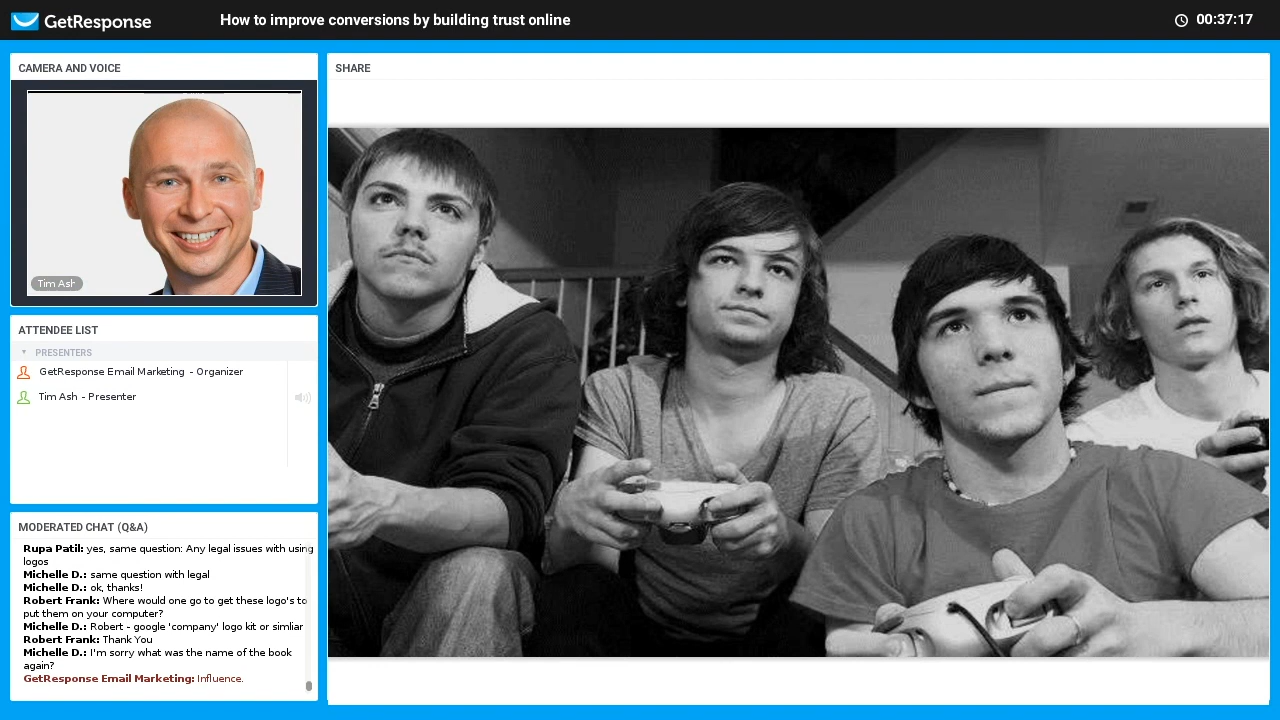 GetResponse
How to improve conversions by building trust online
00:37:17
CAMERA AND VOICE
Tim Ash
ATTENDEE LIST
PRESENTERS
GetResponse Email Marketing - Organizer
Tim Ash - Presenter
MODERATED CHAT (Q&A)
Rupa Patil: yes, same question: Any legal issues with using
logos
Michelle D.: same question with legal
Michelle D.: ok, thanks!
Robert Frank: Where would one go to get these logo's to
put them on your computer?
Michelle D.: Robert - google 'company' logo kit or simliar
Robert Frank: Thank You
Michelle D.: I'm sorry what was the name of the book
again?
GetResponse Email Marketing: Influence.
SHARE